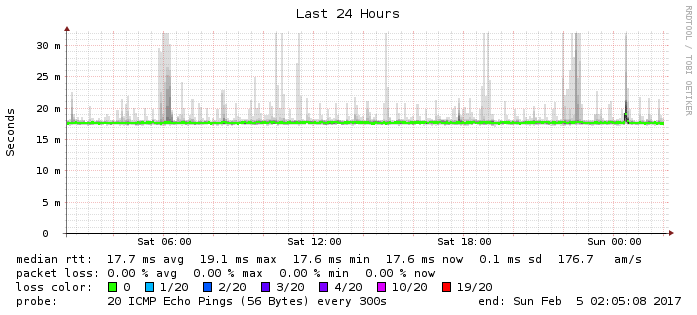 Last 24 Hours
RRDTOOL / TOBI OETIKER
Seconds
30 m
25 m
20 m
15 m
10 m
5 m
0
Sat 06:00 Sat 12:00 Sat 18:00 Sun 00:00
median rtt: 17.7 ms avg 19.1 ms max 17.6 ms min 17.6 ms now 0.1 ms sd 176.7 am/s
packet loss: 0.00 % avg 0.00 % max 0.00 % min 0.00 % now
loss color: 0 1/20 2/20 3/20 4/20 10/20 19/20
probe: 20 ICMP Echo Pings (56 Bytes) every 300s end: Sun Feb 5 02:05:08 2017